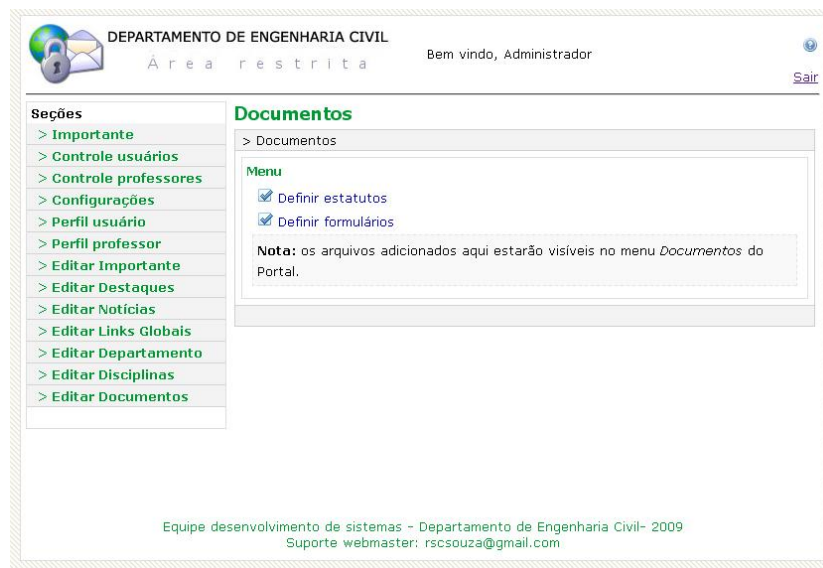 DEPARTAMENTO DE ENGENHARIA CIVIL
Área restrita
Bem vindo, Administrador
Sair
Seções
> Importante
> Controle usuários
> Controle professores
> Configurações
> Perfil usuário
> Perfil professor
> Editar Importante
> Editar Destaques
> Editar Notícias
> Editar Links Globais
> Editar Departamento
> Editar Disciplinas
> Editar Documentos
Documentos
> Documentos
Menu
Definir estatutos
Definir formulários
Nota: os arquivos adicionados aqui estarão visíveis no menu Documentos do
Portal.
Equipe desenvolvimento de sistemas - Departamento de Engenharia Civil- 2009
Suporte webmaster: rscsouza@gmail.com